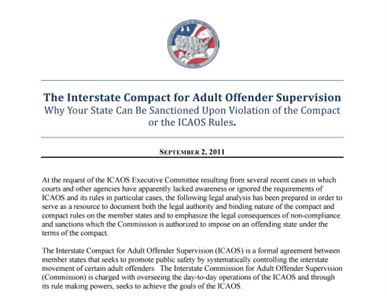 The Interstate Compact for Adult Offender Supervision
Why Your State Can Be Sanctioned Upon Violation of the Compact
or the ICAOS Rules.
SEPTEMBER 2, 2011
At the request of the ICAOS Executive Committee resulting from several recent cases in which
courts and other agencies have apparently lacked awareness or ignored the requirements of
ICAOS and its rules in particular cases, the following legal analysis has been prepared in order to
serve as a resource to document both the legal authority and binding nature of the compact and
compact rules on the member states and to emphasize the legal consequences of non-compliance
and sanctions which the Commission is authorized to impose on an offending state under the
terms of the compact.
The Interstate Compact for Adult Offender Supervision (ICAOS) is a formal agreement between
member states that seeks to promote public safety by systematically controlling the interstate
movement of certain adult offenders. The Interstate Commission for Adult Offender Supervision
(Commission) is charged with overseeing the day-to-day operations of the ICAOS and through
its rule making powers, seeks to achieve the goals of the ICAOS.